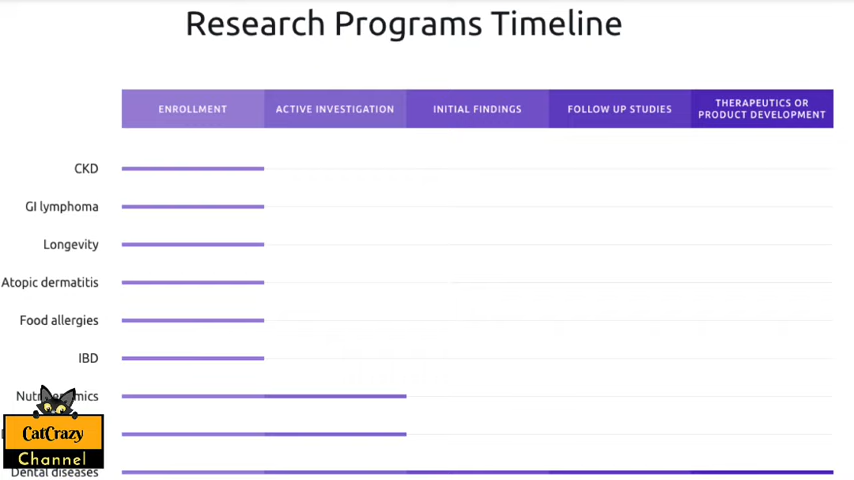 Research Programs Timeline
ENROLLMENT
ACTIVE INVESTIGATION
INITIAL FINDINGS
FOLLOW UP STUDIES
THERAPEUTICS OR
PRODUCT DEVELOPMENT
CKD
GI lymphoma
Longevity
Atopic dermatitis
Food allergies
IBD
CatCrazy
Channel
Dental diseases